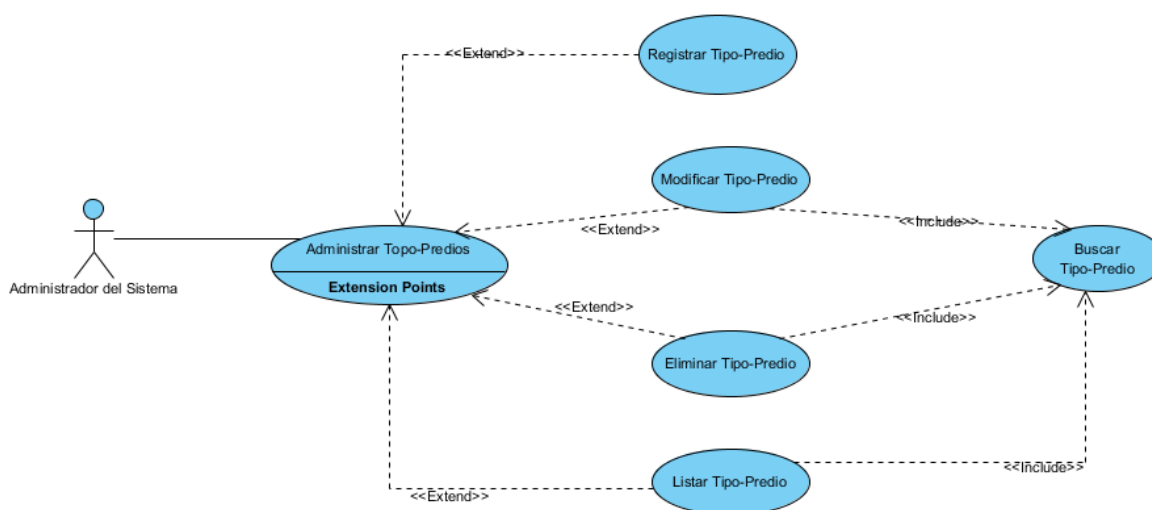 <<Extend>>
Registrar Tipo-Predio
Modificar Tipo-Predio
<<Extend>>
<<Include>>
Administrador del Sistema
Administrar Topo-Predios
Extension Points
Buscar
Tipo-Predio
<<Extend>>
<<Include>>
Eliminar Tipo-Predio
<<Extend>>
Listar Tipo-Predio
<<Include>>